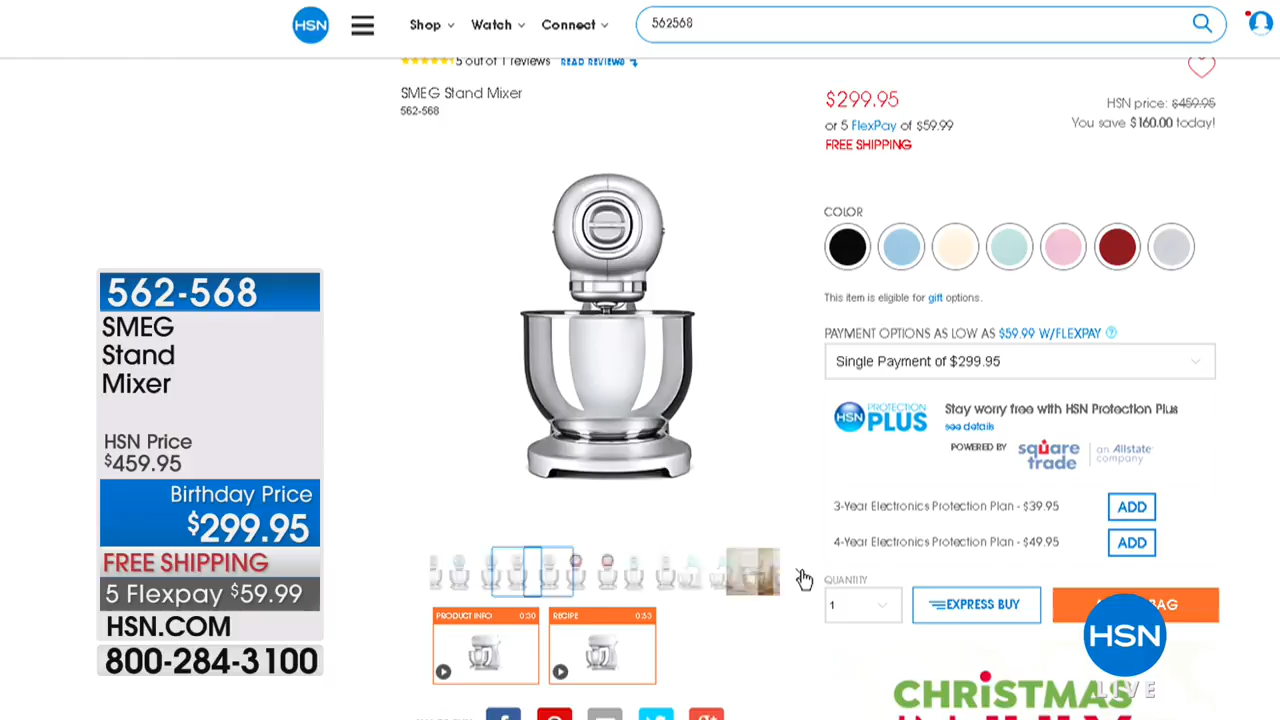 HSN
Shop
Watch
Connect
562568
5 out of 1 reviews
READ REVIEWS
SMEG Stand Mixer
562-568
$299.95
or 5 FlexPay of $59.99
FREE SHIPPING
HSN price: $459.95
You save $160.00 today!
COLOR
This item is eligible for gift options.
PAYMENT OPTIONS AS LOW AS $59.99 W/FLEXPAY ?
Single Payment of $299.95
HSN PROTECTION PLUS
Stay worry free with HSN Protection Plus
see details
POWERED BY
square trade
an Allstate company
3-Year Electronics Protection Plan - $39.95
ADD
4-Year Electronics Protection Plan - $49.95
ADD
QUANTITY
1
EXPRESS BUY
PRODUCT INFO 0:30
RECIPE 0:53
562-568
SMEG
Stand
Mixer
HSN Price
$459.95
Birthday Price
$299.95
FREE SHIPPING
5 Flexpay $59.99
HSN.COM
800-284-3100
HSN
LIVE
CHRISTMAS